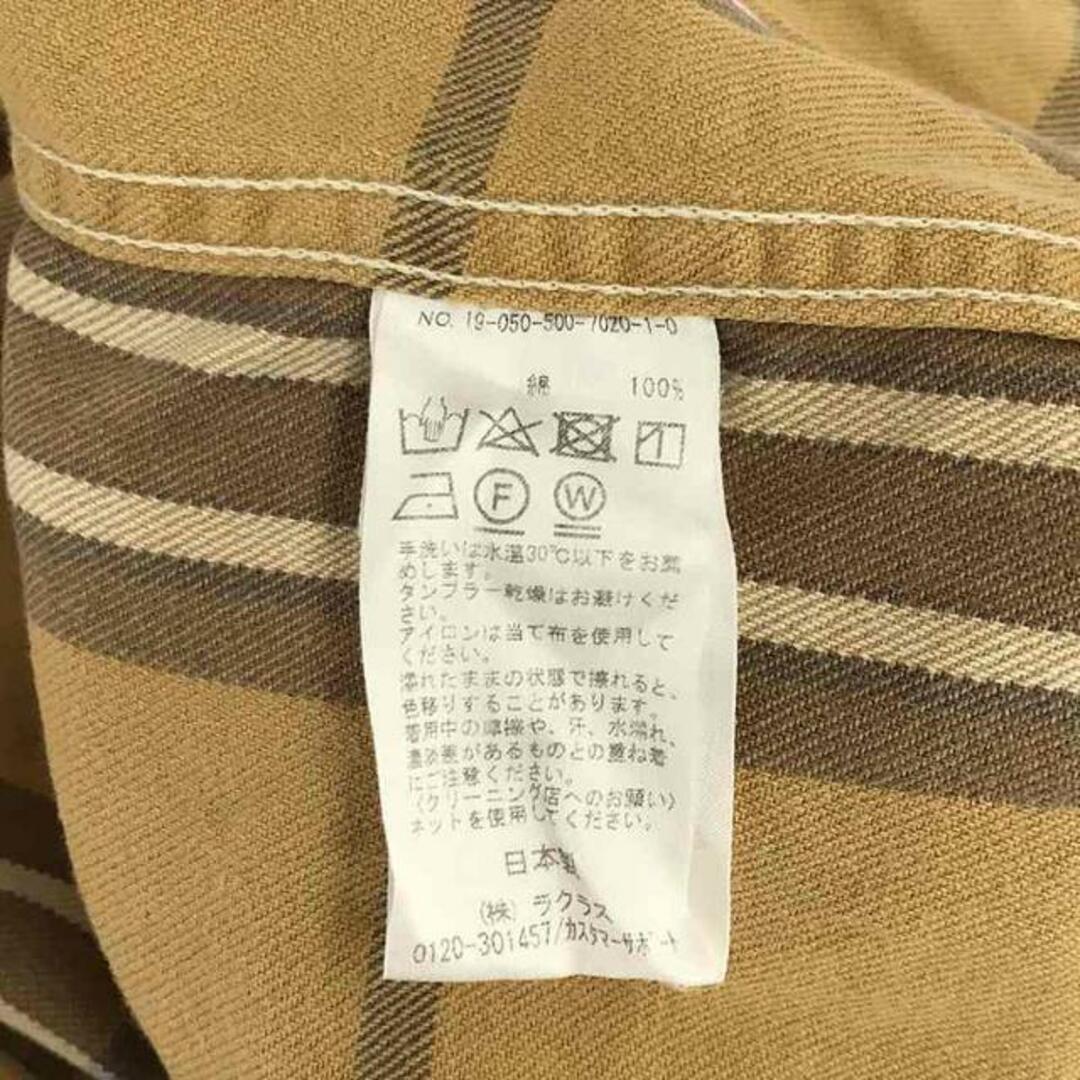 NO. 19-050-500-7020-1-0
綿 100%
F W
手洗いは水温30℃以下をお薦
めします。
タンブラー乾燥はお避けくだ
さい。
アイロンは当て布を使用して
ください。
濡れたままの状態で擦れると、
色移りすることがあります。
着用中の摩擦や、汗、水濡れ、
濃淡差があるものとの重ね着
にご注意ください。
〈クリーニング店へのお願い〉
ネットを使用してください。
日本製
(株) ラクラス
0120-301457/カスタマーサポート